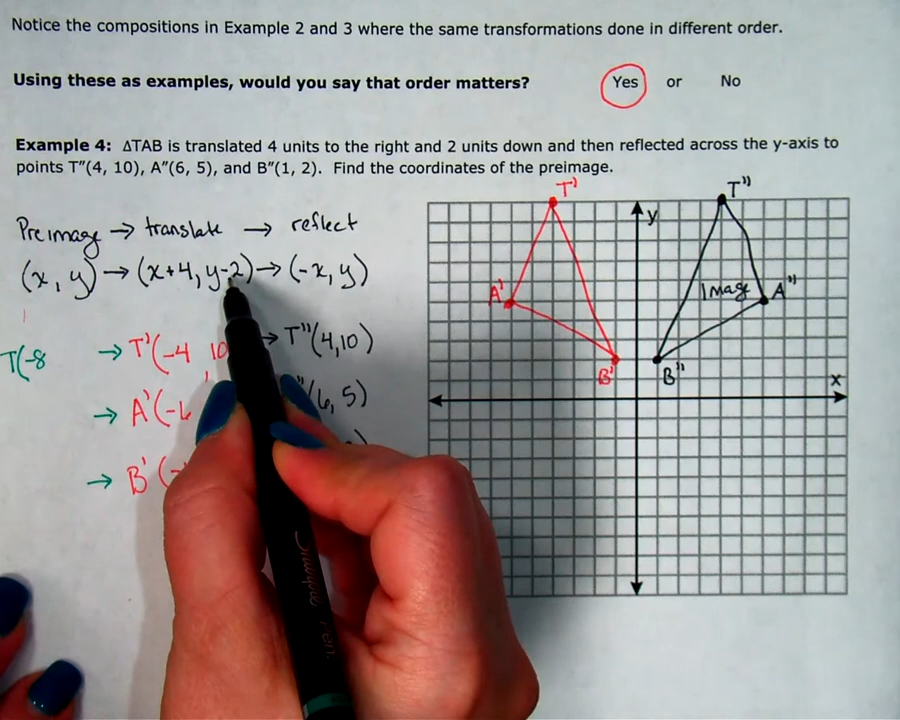 Notice the compositions in Example 2 and 3 where the same transformations done in different order.
Using these as examples, would you say that order matters? Yes or No
Example 4: ΔTAB is translated 4 units to the right and 2 units down and then reflected across the y-axis to
points T″(4, 10), A″(6, 5), and B″(1, 2). Find the coordinates of the preimage.
Preimage → translate → reflect
(x, y) → (x+4, y-2) → (-x, y)
T(-8 → T'(-4, 10 → T"(4,10)
→ A'(-6 "(6, 5)
→ B'(- )
T' T"
y
A' Image A"
B' B"
x